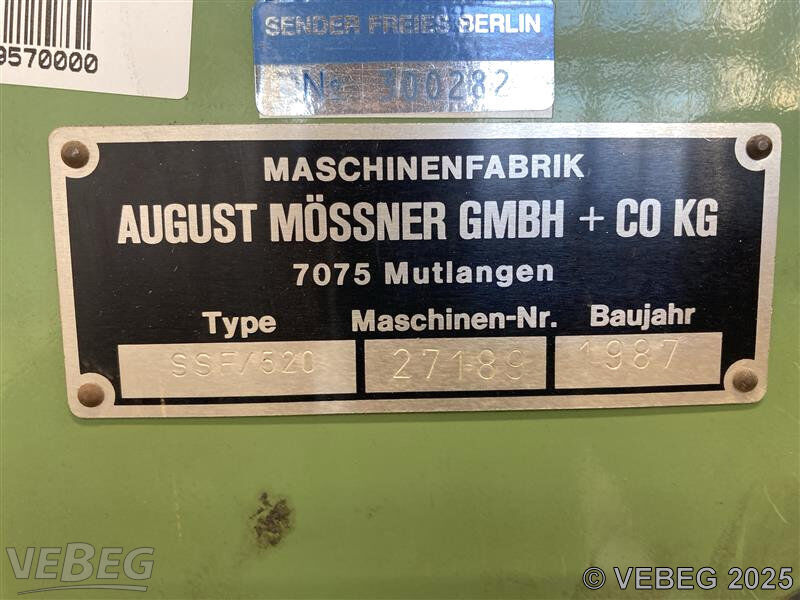 9570000
SENDER FREIES BERLIN
No 300282
MASCHINENFABRIK
AUGUST MÖSSNER GMBH + CO KG
7075 Mutlangen
Type Maschinen-Nr. Baujahr
SSF/520 27189 1987
VEBEG
© VEBEG 2025